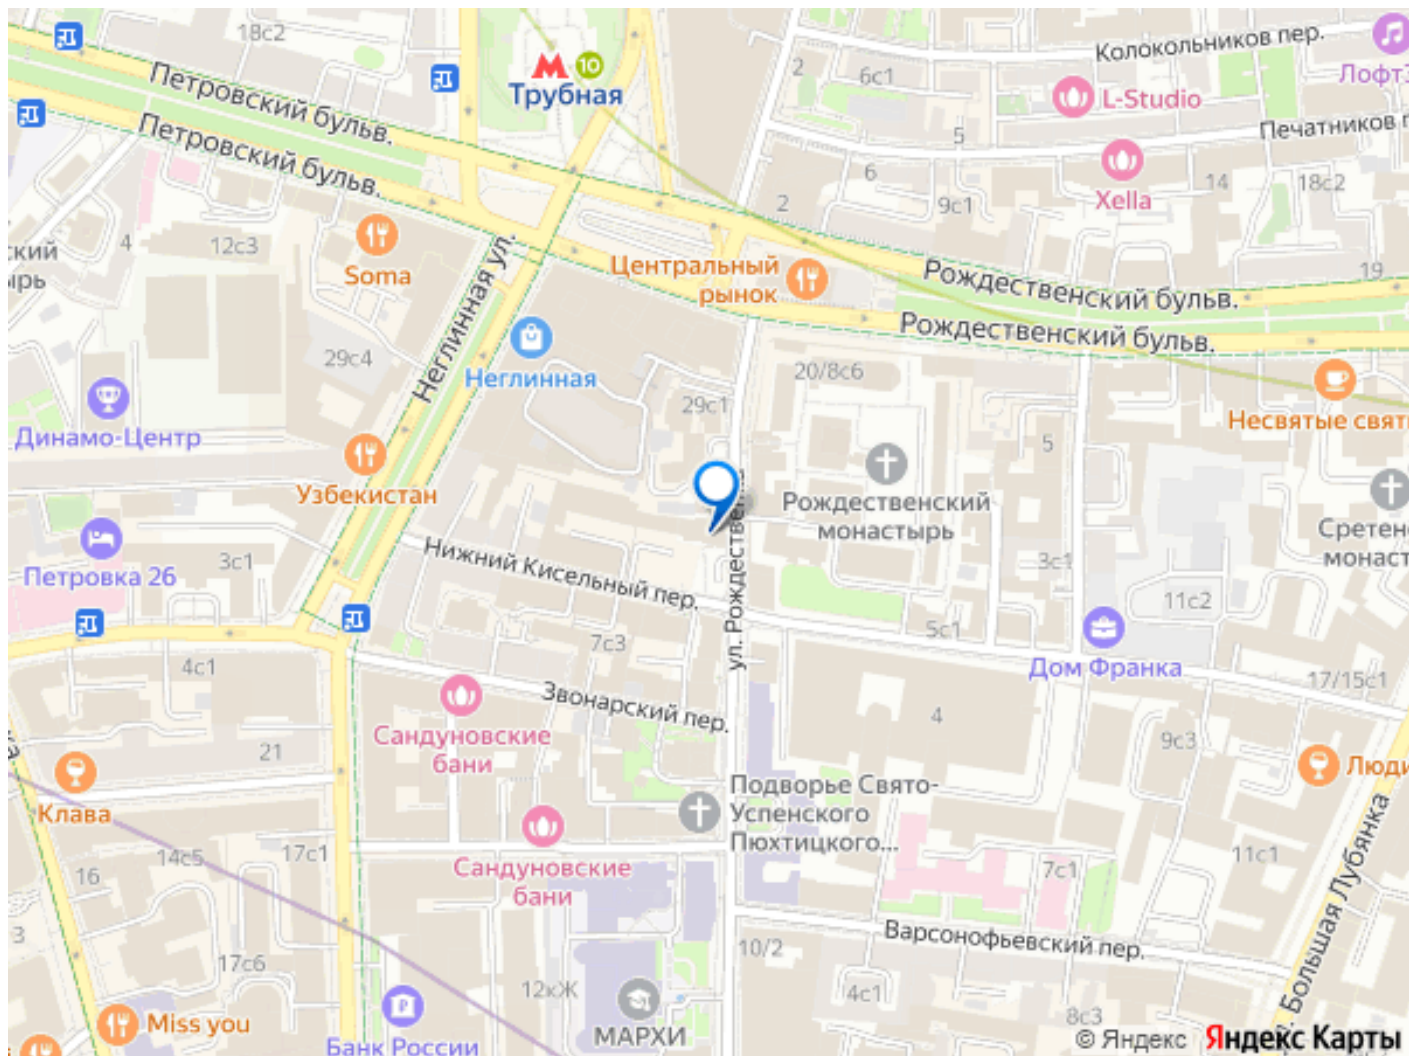 18с2
Колокольников пер.
Лофт3
2
6с1
М 10
Трубная
L-Studio
Петровский бульв.
Петровский бульв.
5
Печатников п
6
Xella
14
18с2
2
9с1
ский
ырь
4
12с3
Soma
Неглинная ул.
Центральный
рынок
Рождественский бульв.
19
Рождественский бульв.
29с4
Неглинная
20/8с6
29с1
Динамо-Центр
5
Несвятые свят
Узбекистан
Рождественский
монастырь
Сретен
монаст
Петровка 26
3с1
Нижний Кисельный пер.
ул. Рождественк
3с1
11с2
7с3
5с1
Дом Франка
4с1
17/15с1
Звонарский пер.
4
Сандуновские
бани
21
9с3
Клава
Люди
Подворье Свято-
Успенского
Пюхтицкого...
Сандуновские
бани
14с5
17с1
16
7с1
11с1
Большая Лубянка
3
Варсонофьевский пер.
10/2
17с6
12кЖ
4с1
Miss you
МАРХИ
8с3
Банк России
© Яндекс Яндекс Карты